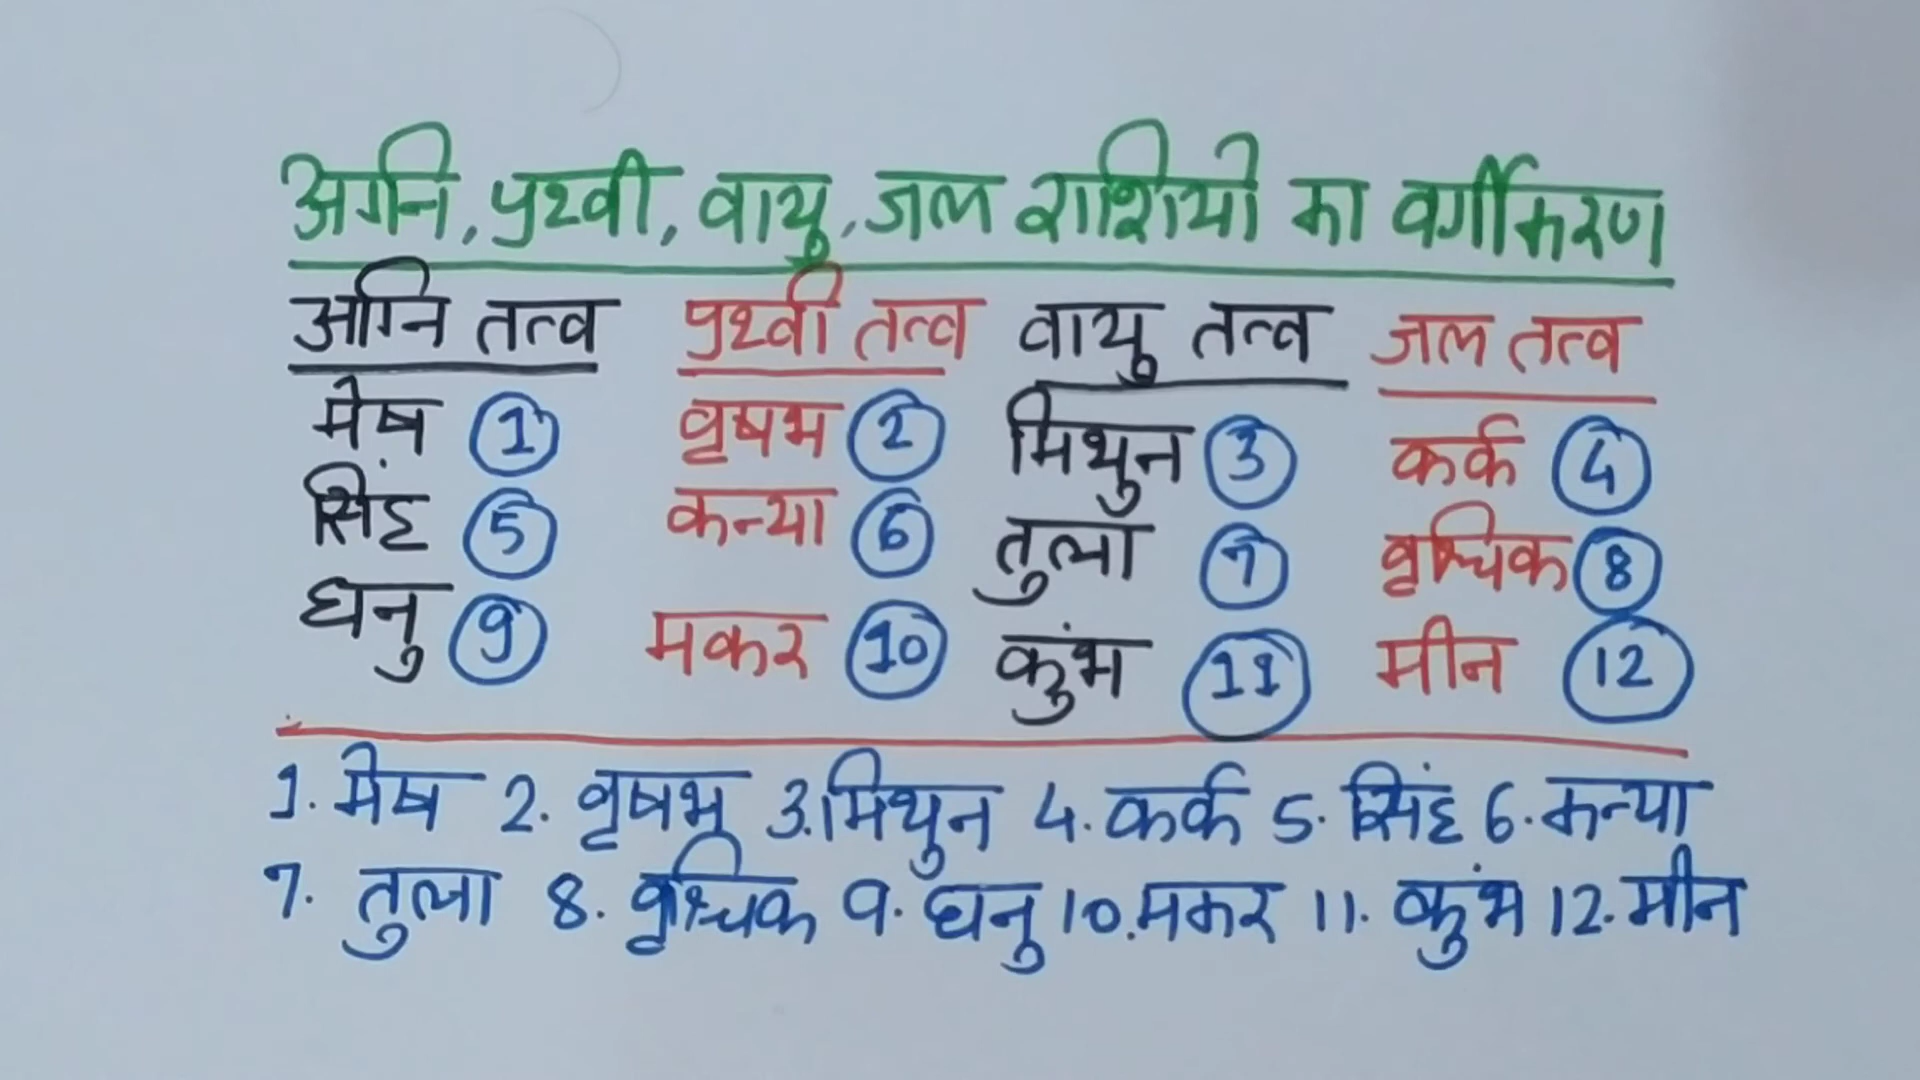 अग्नि, पृथ्वी, वायु, जल राशियो का वर्गीकरण
अग्नि तत्व पृथ्वी तत्व वायु तत्व जल तत्व
मेष 1 वृषभ 2 मिथुन 3 कर्क 4
सिंह 5 कन्या 6 तुला 7 वृश्चिक 8
धनु 9 मकर 10 कुंभ 11 मीन 12
1. मेष 2. वृषभ 3. मिथुन 4. कर्क 5. सिंह 6. कन्या
7. तुला 8. वृश्चिक 9. धनु 10. मकर 11. कुंभ 12. मीन